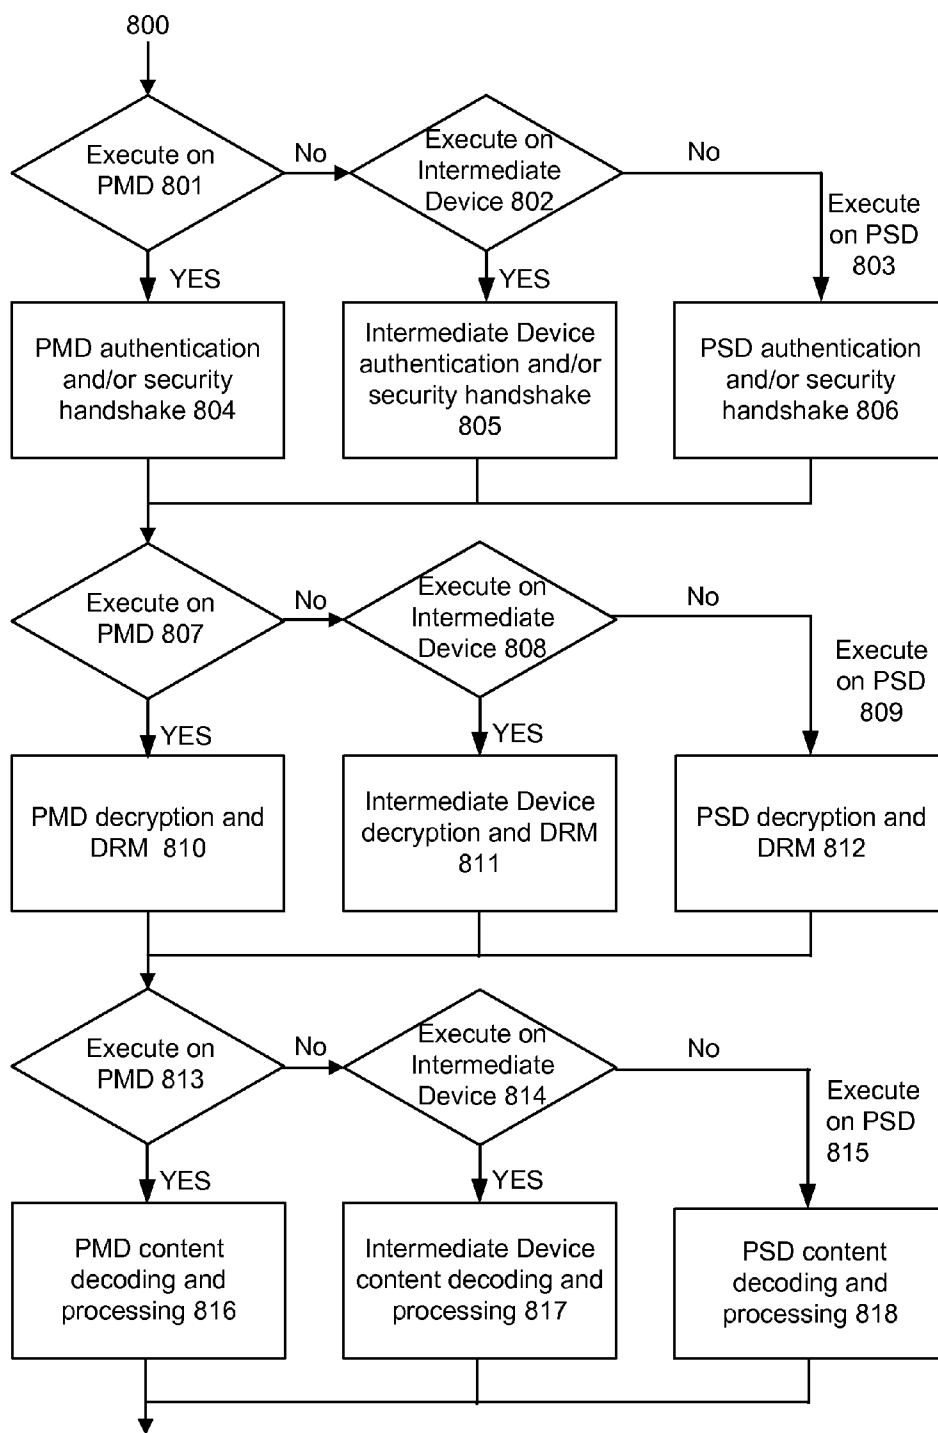 800
Execute on
PMD 801
No
Execute on
Intermediate
Device 802
No
Execute
on PSD
803
YES
YES
PMD authentication
and/or security
handshake 804
Intermediate Device
authentication and/or
security handshake
805
PSD authentication
and/or security
handshake 806
Execute on
PMD 807
No
Execute on
Intermediate
Device 808
No
Execute
on PSD
809
YES
YES
PMD decryption and
DRM 810
Intermediate Device
decryption and DRM
811
PSD decryption and
DRM 812
Execute on
PMD 813
No
Execute on
Intermediate
Device 814
No
Execute
on PSD
815
YES
YES
PMD content
decoding and
processing 816
Intermediate Device
content decoding and
processing 817
PSD content
decoding and
processing 818